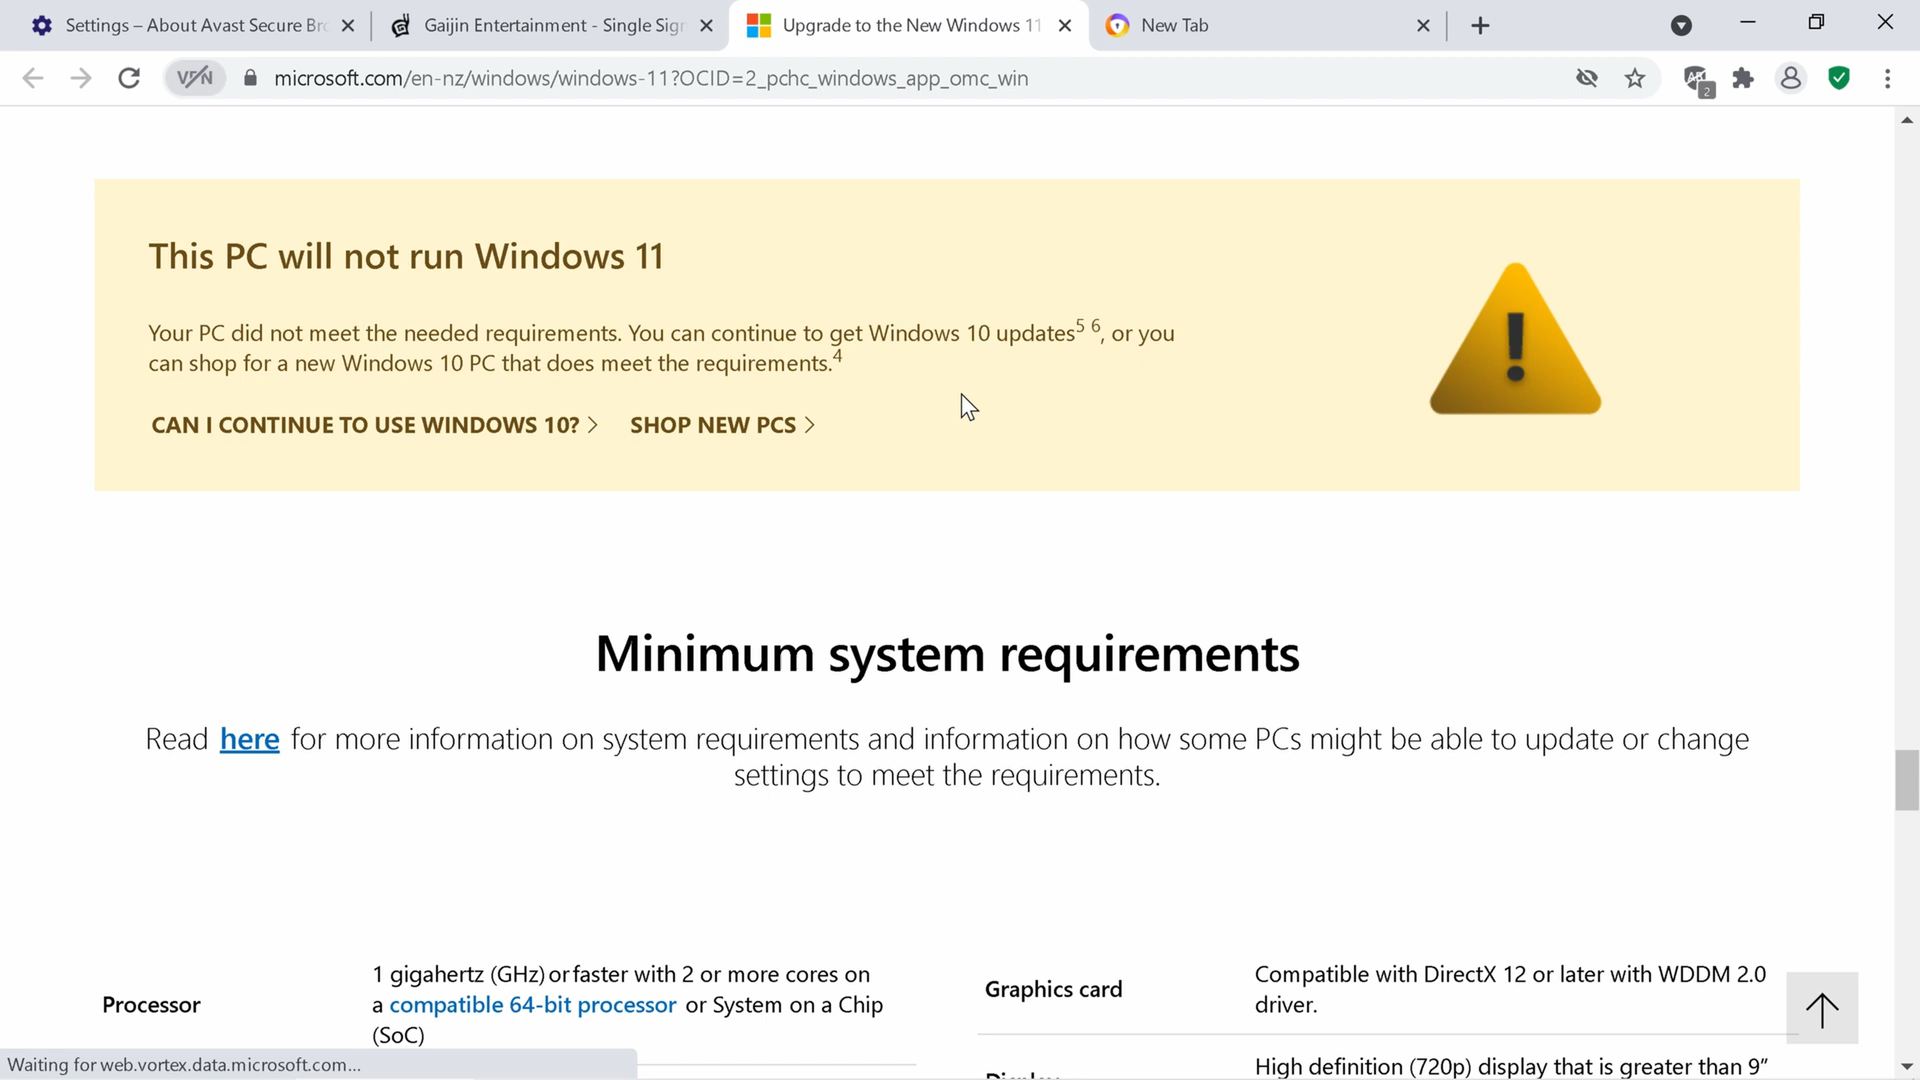 Settings – About Avast Secure Br
Gaijin Entertainment - Single Sign
Upgrade to the New Windows 11
New Tab
VPN
microsoft.com/en-nz/windows/windows-11?OCID=2_pchc_windows_app_omc_win
2
This PC will not run Windows 11
Your PC did not meet the needed requirements. You can continue to get Windows 10 updates5 6, or you
can shop for a new Windows 10 PC that does meet the requirements.4
CAN I CONTINUE TO USE WINDOWS 10? >
SHOP NEW PCS >
Minimum system requirements
Read here for more information on system requirements and information on how some PCs might be able to update or change
settings to meet the requirements.
Processor
1 gigahertz (GHz) or faster with 2 or more cores on
a compatible 64-bit processor or System on a Chip
(SoC)
Graphics card
Compatible with DirectX 12 or later with WDDM 2.0
driver.
Display
High definition (720p) display that is greater than 9”
Waiting for web.vortex.data.microsoft.com...